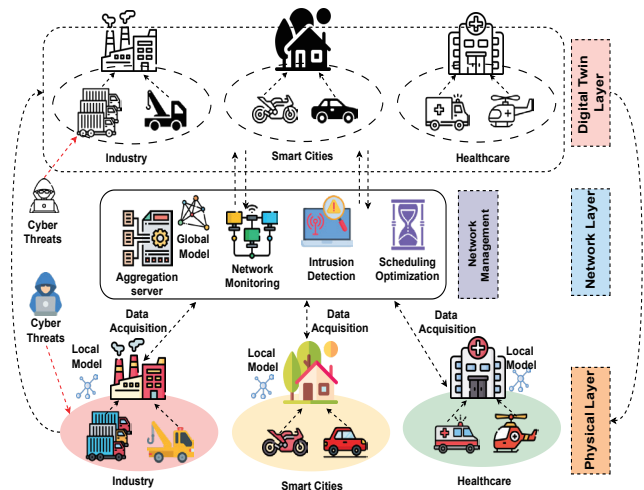 Industry
Smart Cities
Healthcare
Digital Twin
Layer
Cyber
Threats
Aggregation
server
Global
Model
Network
Monitoring
Intrusion
Detection
Scheduling
Optimization
Network
Management
Network Layer
Cyber
Threats
Data
Acquisition
Data
Acquisition
Data
Acquisition
Local
Model
Local
Model
Local
Model
Physical Layer
Industry
Smart Cities
Healthcare